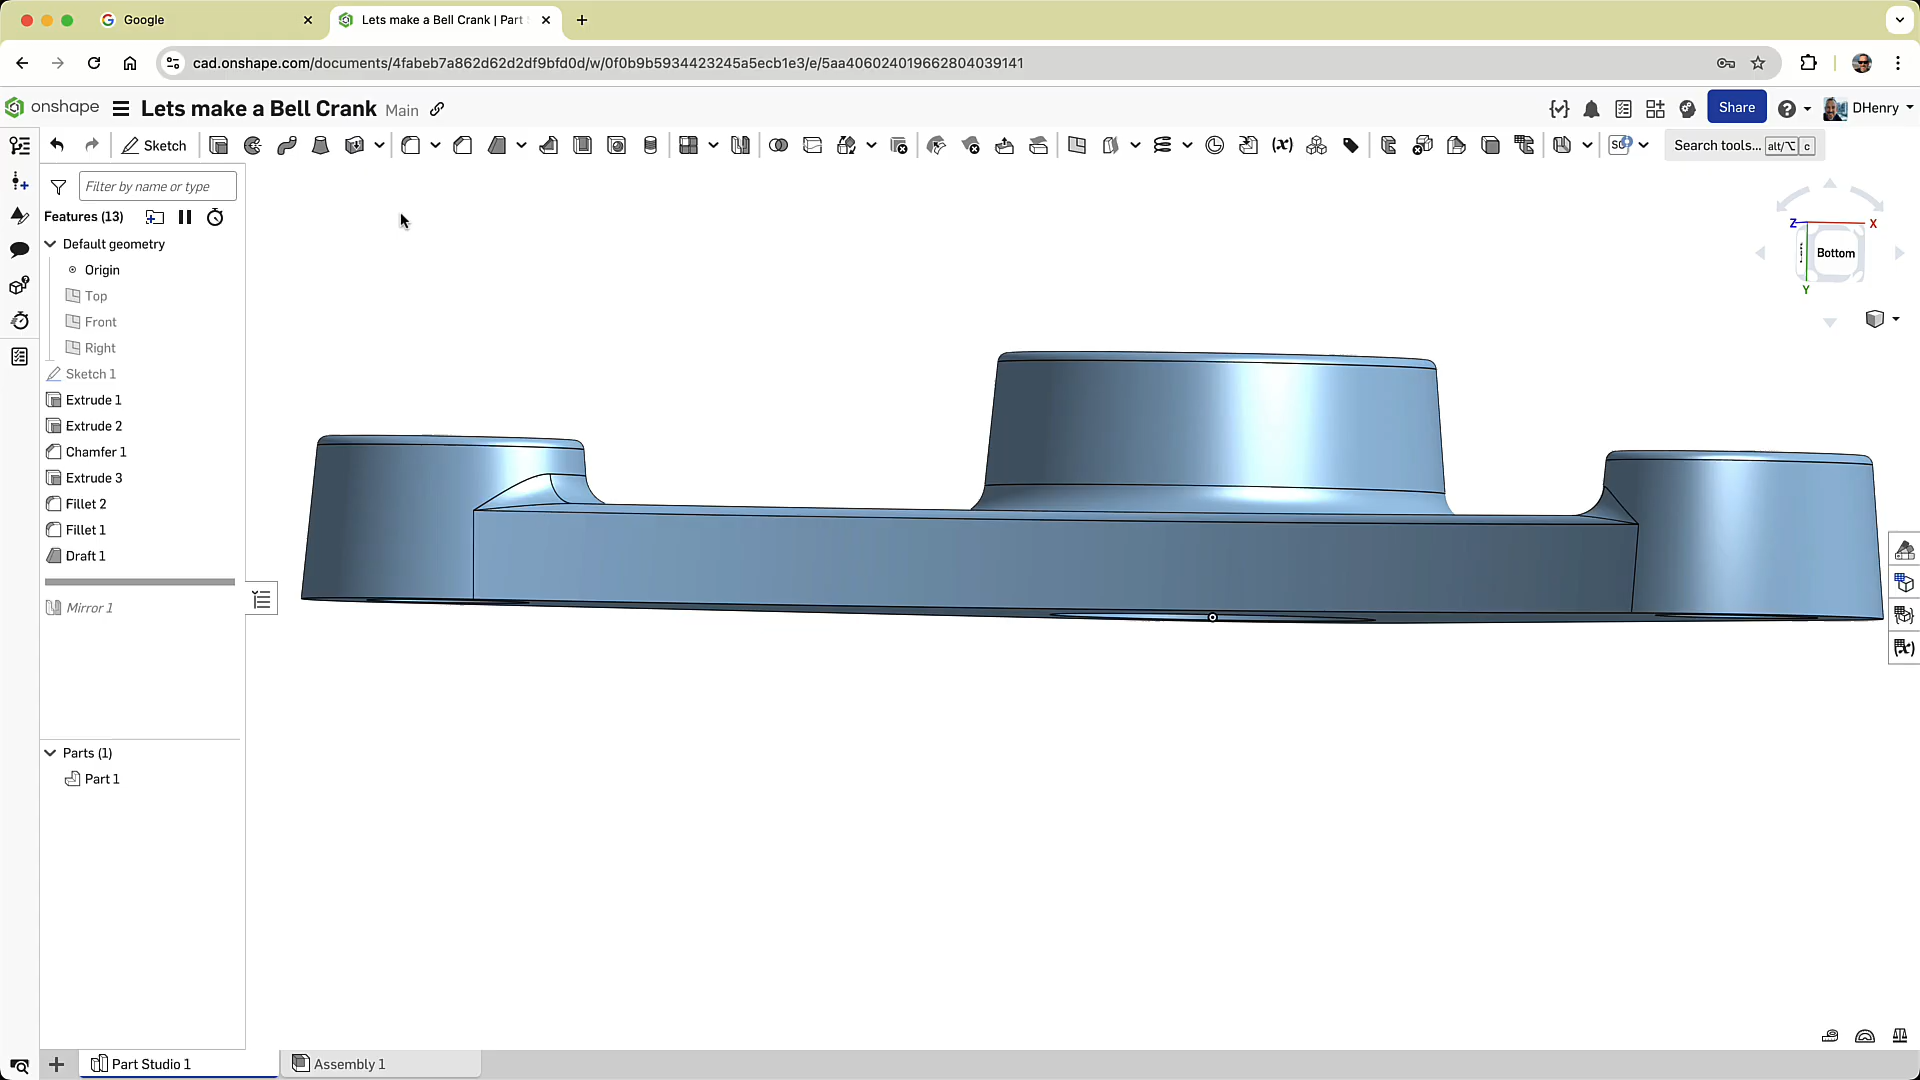 Google
Lets make a Bell Crank | Part
cad.onshape.com/documents/4fabeb7a862d62d2df9bfd0d/w/0f0b9b5934423245a5ecb1e3/e/5aa406024019662804039141
onshape
Lets make a Bell Crank
Main
Share
DHenry
Sketch
Search tools... alt/⌥ c
Filter by name or type
Features (13)
Default geometry
Origin
Top
Front
Right
Sketch 1
Extrude 1
Extrude 2
Chamfer 1
Extrude 3
Fillet 2
Fillet 1
Draft 1
Mirror 1
Parts (1)
Part 1
Z
X
Bottom
Y
Part Studio 1
Assembly 1